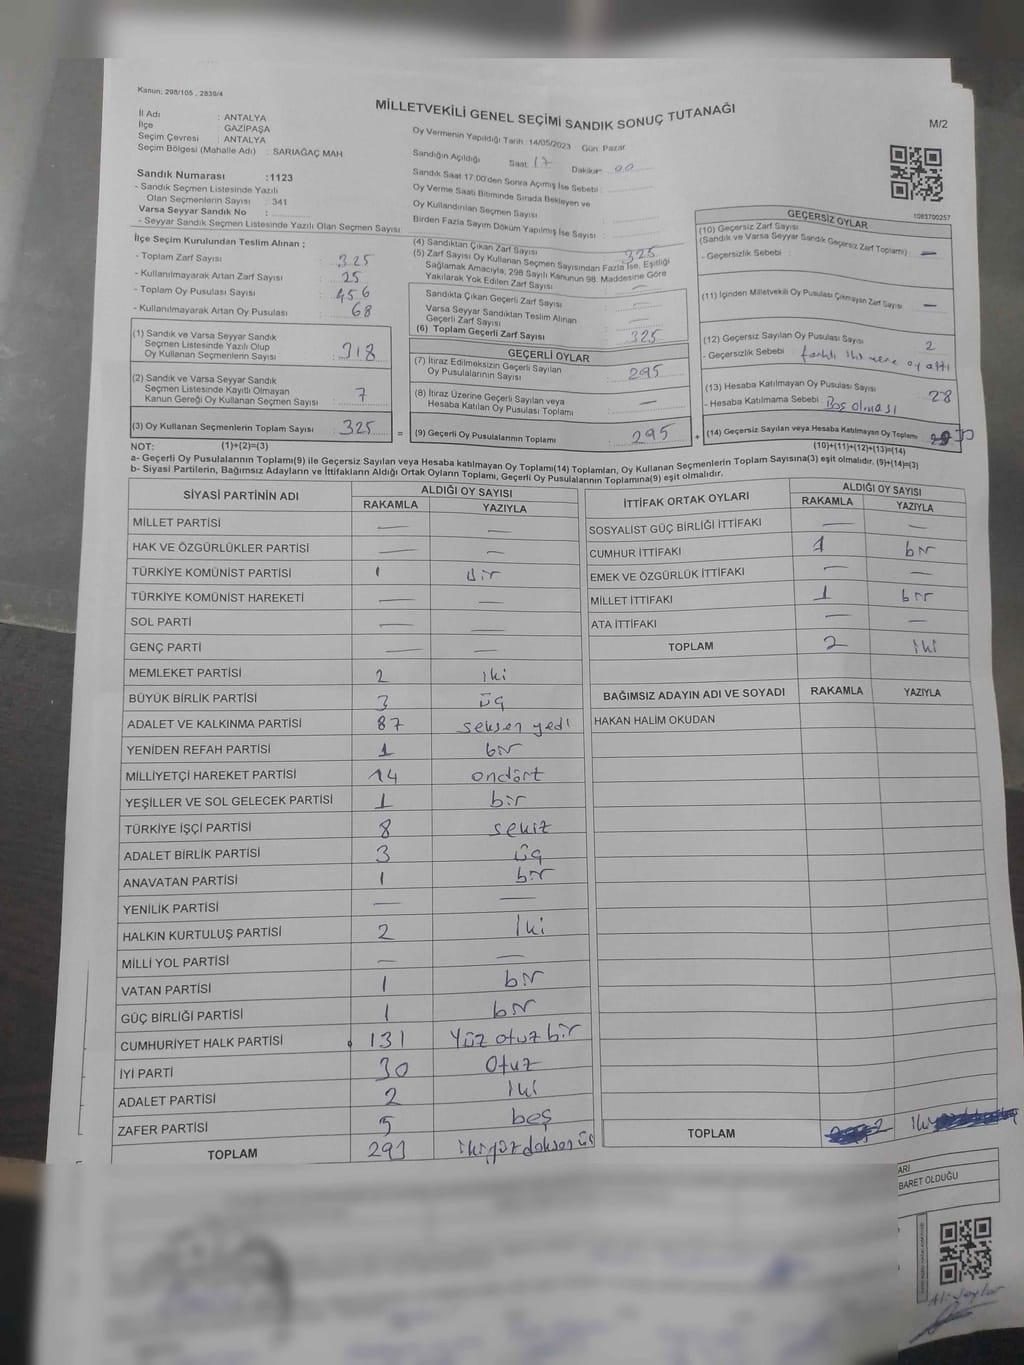 Kanun: 298/105 , 2839/4
MİLLETVEKİLİ GENEL SEÇİMİ SANDIK SONUÇ TUTANAĞI
M/2
İl Adı : ANTALYA
İlçe : GAZİPAŞA
Seçim Çevresi : ANTALYA
Seçim Bölgesi (Mahalle Adı) : SARIAĞAÇ MAH
Oy Vermenin Yapıldığı Tarih :14/05/2023 Gün: Pazar
Sandığın Açıldığı Saat: 17 Dakika: 00
Sandık Saat 17:00'den Sonra Açımış İse Sebebi :
Oy Verme Saati Bitiminde Sırada Bekleyen ve
Oy Kullandırılan Seçmen Sayısı
Birden Fazla Sayım Döküm Yapılmış İse Sayısı :
Sandık Numarası :1123
- Sandık Seçmen Listesinde Yazılı
Olan Seçmenlerin Sayısı : 341
Varsa Seyyar Sandık No :
- Seyyar Sandık Seçmen Listesinde Yazılı Olan Seçmen Sayısı :
1083700257
İlçe Seçim Kurulundan Teslim Alınan ;
- Toplam Zarf Sayısı : 325
- Kullanılmayarak Artan Zarf Sayısı : 25
- Toplam Oy Pusulası Sayısı : 456
- Kullanılmayarak Artan Oy Pusulası : 68
(1) Sandık ve Varsa Seyyar Sandık
Seçmen Listesinde Yazılı Olup
Oy Kullanan Seçmenlerin Sayısı : 318
(2) Sandık ve Varsa Seyyar Sandık
Seçmen Listesinde Kayıtlı Olmayan
Kanun Gereği Oy Kullanan Seçmen Sayısı : 7
(3) Oy Kullanan Seçmenlerin Toplam Sayısı : 325
(4) Sandıktan Çıkan Zarf Sayısı : 325
(5) Zarf Sayısı Oy Kullanan Seçmen Sayısından Fazla İse, Eşitliği
Sağlamak Amacıyla, 298 Sayılı Kanunun 98. Maddesine Göre
Yakılarak Yok Edilen Zarf Sayısı : —
Sandıkta Çıkan Geçerli Zarf Sayısı : —
Varsa Seyyar Sandıktan Teslim Alınan
Geçerli Zarf Sayısı : —
(6) Toplam Geçerli Zarf Sayısı : 325
GEÇERLİ OYLAR
(7) İtiraz Edilmeksizin Geçerli Sayılan
Oy Pusulalarının Sayısı : 295
(8) İtiraz Üzerine Geçerli Sayılan veya
Hesaba Katılan Oy Pusulası Toplamı : —
= (9) Geçerli Oy Pusulalarının Toplamı : 295
GEÇERSİZ OYLAR
(10) Geçersiz Zarf Sayısı
(Sandık ve Varsa Seyyar Sandık Geçersiz Zarf Toplamı) : —
- Geçersizlik Sebebi :
(11) İçinden Milletvekili Oy Pusulası Çıkmayan Zarf Sayısı : —
(12) Geçersiz Sayılan Oy Pusulası Sayısı : 2
- Geçersizlik Sebebi : farklı iki yere oy attı
(13) Hesaba Katılmayan Oy Pusulası Sayısı : 28
- Hesaba Katılmama Sebebi : Boş olması
+ (14) Geçersiz Sayılan veya Hesaba Katılmayan Oy Toplamı : 30
NOT: (1)+(2)=(3)
(10)+(11)+(12)+(13)=(14)
a- Geçerli Oy Pusulasının Toplamı(9) ile Geçersiz Sayılan veya Hesaba katılmayan Oy Toplamı(14) Toplamları, Oy Kullanan Seçmenlerin Toplam Sayısına(3) eşit olmalıdır. (9)+(14)=(3)
b- Siyasi Partilerin, Bağımsız Adayların ve İttifakların Aldığı Ortak Oyların Toplamı, Geçerli Oy Pusulalarının Toplamına(9) eşit olmalıdır.
SİYASİ PARTİNİN ADI ALDIĞI OY SAYISI
RAKAMLA YAZIYLA
MİLLET PARTİSİ — —
HAK VE ÖZGÜRLÜKLER PARTİSİ — —
TÜRKİYE KOMÜNİST PARTİSİ 1 bir
TÜRKİYE KOMÜNİST HAREKETİ — —
SOL PARTİ — —
GENÇ PARTİ — —
MEMLEKET PARTİSİ 2 iki
BÜYÜK BİRLİK PARTİSİ 3 üç
ADALET VE KALKINMA PARTİSİ 87 seksen yedi
YENİDEN REFAH PARTİSİ 1 bir
MİLLİYETÇİ HAREKET PARTİSİ 14 ondört
YEŞİLLER VE SOL GELECEK PARTİSİ 1 bir
TÜRKİYE İŞÇİ PARTİSİ 8 sekiz
ADALET BİRLİK PARTİSİ 3 üç
ANAVATAN PARTİSİ 1 bir
YENİLİK PARTİSİ — —
HALKIN KURTULUŞ PARTİSİ 2 iki
MİLLİ YOL PARTİSİ — —
VATAN PARTİSİ 1 bir
GÜÇ BİRLİĞİ PARTİSİ 1 bir
CUMHURİYET HALK PARTİSİ 131 Yüz otuz bir
İYİ PARTİ 30 Otuz
ADALET PARTİSİ 2 iki
ZAFER PARTİSİ 5 beş
TOPLAM 293 ikiyüz doksan üç
İTTİFAK ORTAK OYLARI ALDIĞI OY SAYISI
RAKAMLA YAZIYLA
SOSYALİST GÜÇ BİRLİĞİ İTTİFAKI — —
CUMHUR İTTİFAKI 1 bir
EMEK VE ÖZGÜRLÜK İTTİFAKI — —
MİLLET İTTİFAKI 1 bir
ATA İTTİFAKI — —
TOPLAM 2 iki
BAĞIMSIZ ADAYIN ADI VE SOYADI RAKAMLA YAZIYLA
HAKAN HALİM OKUDAN
TOPLAM 2 iki
ARI
BARET OLDUĞU